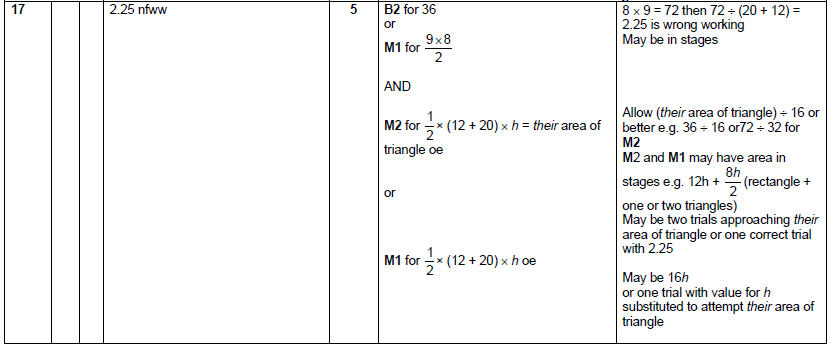 17 2.25 nfww 5 B2 for 36
or
M1 for 9×8/2
AND
M2 for 1/2 × (12 + 20) × h = their area of
triangle oe
or
M1 for 1/2 × (12 + 20) × h oe
8 × 9 = 72 then 72 ÷ (20 + 12) =
2.25 is wrong working
May be in stages
Allow (their area of triangle) ÷ 16 or
better e.g. 36 ÷ 16 or72 ÷ 32 for
M2
M2 and M1 may have area in
stages e.g. 12h + 8h/2 (rectangle +
one or two triangles)
May be two trials approaching their
area of triangle or one correct trial
with 2.25
May be 16h
or one trial with value for h
substituted to attempt their area of
triangle